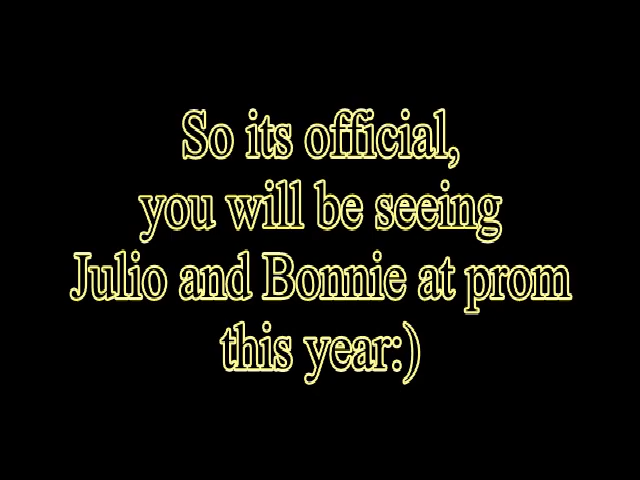 So its official,
you will be seeing
Julio and Bonnie at prom
this year:)